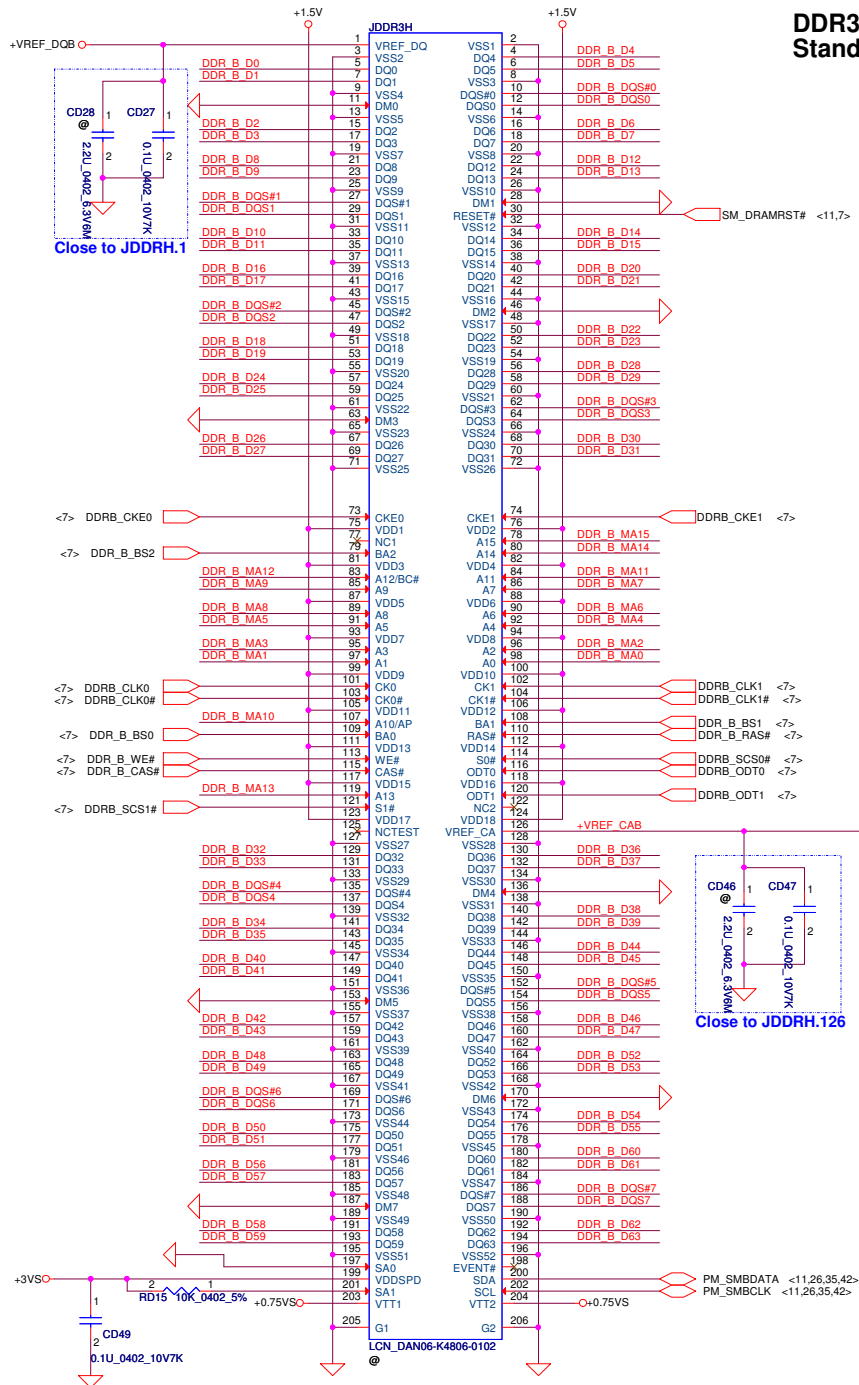 DDR3
Stand
+1.5V +1.5V
JDDR3H
+VREF_DQB 1 VREF_DQ VSS1 2
3 VSS2 DQ4 4 DDR_B_D4
DDR_B_D0 5 DQ0 DQ5 6 DDR_B_D5
DDR_B_D1 7 DQ1 VSS3 8
9 VSS4 DQS#0 10 DDR_B_DQS#0
11 DM0 DQS0 12 DDR_B_DQS0
13 VSS5 VSS6 14
DDR_B_D2 15 DQ2 DQ6 16 DDR_B_D6
DDR_B_D3 17 DQ3 DQ7 18 DDR_B_D7
19 VSS7 VSS8 20
DDR_B_D8 21 DQ8 DQ12 22 DDR_B_D12
DDR_B_D9 23 DQ9 DQ13 24 DDR_B_D13
25 VSS9 VSS10 26
DDR_B_DQS#1 27 DQS#1 DM1 28
DDR_B_DQS1 29 DQS1 RESET# 30 SM_DRAMRST# <11,7>
31 VSS11 VSS12 32
DDR_B_D10 33 DQ10 DQ14 34 DDR_B_D14
DDR_B_D11 35 DQ11 DQ15 36 DDR_B_D15
37 VSS13 VSS14 38
DDR_B_D16 39 DQ16 DQ20 40 DDR_B_D20
DDR_B_D17 41 DQ17 DQ21 42 DDR_B_D21
43 VSS15 VSS16 44
DDR_B_DQS#2 45 DQS#2 DM2 46
DDR_B_DQS2 47 DQS2 VSS17 48
49 VSS18 DQ22 50 DDR_B_D22
DDR_B_D18 51 DQ18 DQ23 52 DDR_B_D23
DDR_B_D19 53 DQ19 VSS19 54
55 VSS20 DQ28 56 DDR_B_D28
DDR_B_D24 57 DQ24 DQ29 58 DDR_B_D29
DDR_B_D25 59 DQ25 VSS21 60
61 VSS22 DQS#3 62 DDR_B_DQS#3
63 DM3 DQS3 64 DDR_B_DQS3
65 VSS23 VSS24 66
DDR_B_D26 67 DQ26 DQ30 68 DDR_B_D30
DDR_B_D27 69 DQ27 DQ31 70 DDR_B_D31
71 VSS25 VSS26 72
CD28 @ 1 2 2.2U_0402_6.3V6M
CD27 1 2 0.1U_0402_10V7K
Close to JDDRH.1
<7> DDRB_CKE0 73 CKE0 CKE1 74 DDRB_CKE1 <7>
75 VDD1 VDD2 76
77 NC1 A15 78 DDR_B_MA15
<7> DDR_B_BS2 79 BA2 A14 80 DDR_B_MA14
81 VDD3 VDD4 82
DDR_B_MA12 83 A12/BC# A11 84 DDR_B_MA11
DDR_B_MA9 85 A9 A7 86 DDR_B_MA7
87 VDD5 VDD6 88
DDR_B_MA8 89 A8 A6 90 DDR_B_MA6
DDR_B_MA5 91 A5 A4 92 DDR_B_MA4
93 VDD7 VDD8 94
DDR_B_MA3 95 A3 A2 96 DDR_B_MA2
DDR_B_MA1 97 A1 A0 98 DDR_B_MA0
99 VDD9 VDD10 100
<7> DDRB_CLK0 101 CK0 CK1 102 DDRB_CLK1 <7>
<7> DDRB_CLK0# 103 CK0# CK1# 104 DDRB_CLK1# <7>
105 VDD11 VDD12 106
DDR_B_MA10 107 A10/AP BA1 108 DDR_B_BS1 <7>
<7> DDR_B_BS0 109 BA0 RAS# 110 DDR_B_RAS# <7>
111 VDD13 VDD14 112
<7> DDR_B_WE# 113 WE# S0# 114 DDRB_SCS0# <7>
<7> DDR_B_CAS# 115 CAS# ODT0 116 DDRB_ODT0 <7>
117 VDD15 VDD16 118
DDR_B_MA13 119 A13 ODT1 120 DDRB_ODT1 <7>
<7> DDRB_SCS1# 121 S1# NC2 122
123 VDD17 VDD18 124
125 NCTEST VREF_CA 126 +VREF_CAB
127 VSS27 VSS28 128
DDR_B_D32 129 DQ32 DQ36 130 DDR_B_D36
DDR_B_D33 131 DQ33 DQ37 132 DDR_B_D37
133 VSS29 VSS30 134
DDR_B_DQS#4 135 DQS#4 DM4 136
DDR_B_DQS4 137 DQS4 VSS31 138
139 VSS32 DQ38 140 DDR_B_D38
DDR_B_D34 141 DQ34 DQ39 142 DDR_B_D39
DDR_B_D35 143 DQ35 VSS33 144
145 VSS34 DQ44 146 DDR_B_D44
DDR_B_D40 147 DQ40 DQ45 148 DDR_B_D45
DDR_B_D41 149 DQ41 VSS35 150
151 VSS36 DQS#5 152 DDR_B_DQS#5
153 DM5 DQS5 154 DDR_B_DQS5
155 VSS37 VSS38 156
DDR_B_D42 157 DQ42 DQ46 158 DDR_B_D46
DDR_B_D43 159 DQ43 DQ47 160 DDR_B_D47
161 VSS39 VSS40 162
DDR_B_D48 163 DQ48 DQ52 164 DDR_B_D52
DDR_B_D49 165 DQ49 DQ53 166 DDR_B_D53
167 VSS41 VSS42 168
DDR_B_DQS#6 169 DQS#6 DM6 170
DDR_B_DQS6 171 DQS6 VSS43 172
173 VSS44 DQ54 174 DDR_B_D54
DDR_B_D50 175 DQ50 DQ55 176 DDR_B_D55
DDR_B_D51 177 DQ51 VSS45 178
179 VSS46 DQ60 180 DDR_B_D60
DDR_B_D56 181 DQ56 DQ61 182 DDR_B_D61
DDR_B_D57 183 DQ57 VSS47 184
185 VSS48 DQS#7 186 DDR_B_DQS#7
187 DM7 DQS7 188 DDR_B_DQS7
189 VSS49 VSS50 190
DDR_B_D58 191 DQ58 DQ62 192 DDR_B_D62
DDR_B_D59 193 DQ59 DQ63 194 DDR_B_D63
195 VSS51 VSS52 196
197 SA0 EVENT# 198
+3VS 199 VDDSPD SDA 200 PM_SMBDATA <11,26,35,42>
2 1 201 SA1 SCL 202 PM_SMBCLK <11,26,35,42>
RD15 10K_0402_5%
+0.75VS 203 VTT1 VTT2 204 +0.75VS
205 G1 G2 206
CD46 @ 1 2 2.2U_0402_6.3V6M
CD47 1 2 0.1U_0402_10V7K
Close to JDDRH.126
1 CD49 2
0.1U_0402_10V7K
LCN_DAN06-K4806-0102
@